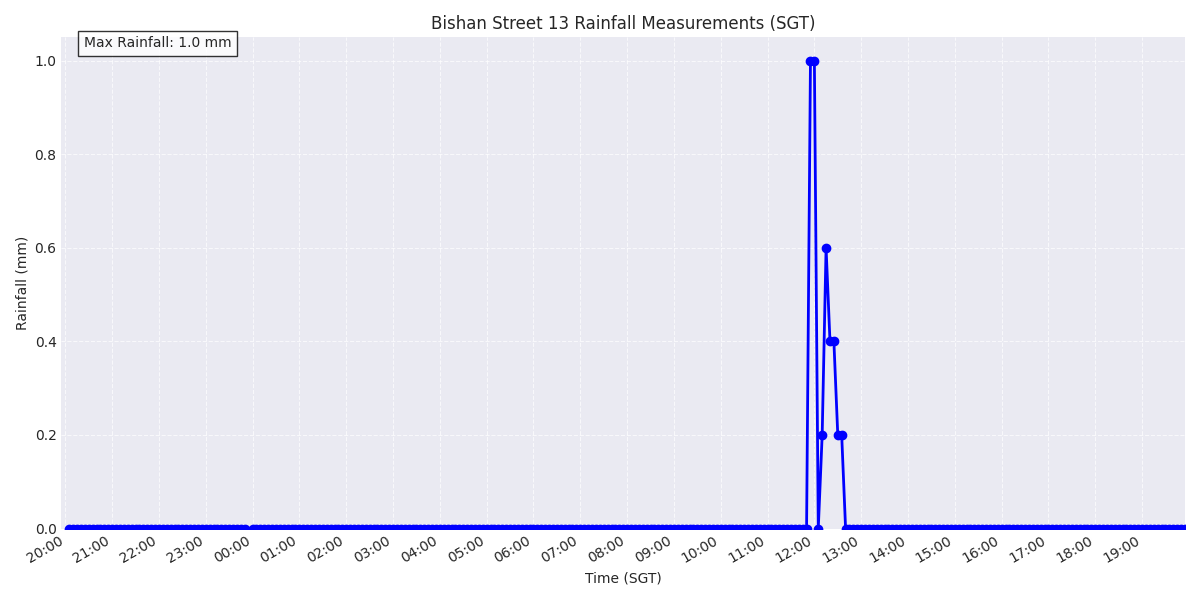 Bishan Street 13 Rainfall Measurements (SGT)
Max Rainfall: 1.0 mm
1.0
0.8
0.6
0.4
0.2
0.0
Rainfall (mm)
20:00 21:00 22:00 23:00 00:00 01:00 02:00 03:00 04:00 05:00 06:00 07:00 08:00 09:00 10:00 11:00 12:00 13:00 14:00 15:00 16:00 17:00 18:00 19:00
Time (SGT)